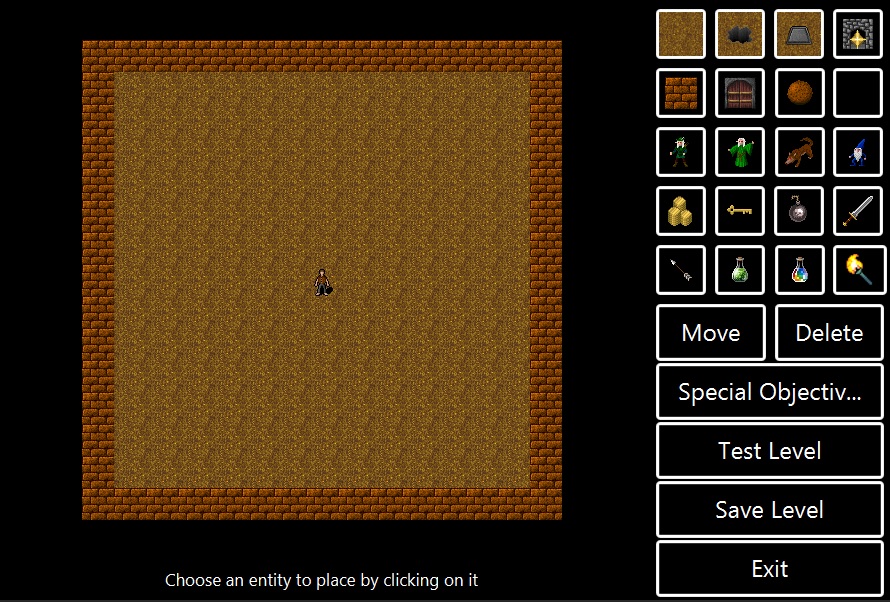 Move
Delete
Special Objectiv...
Test Level
Save Level
Exit
Choose an entity to place by clicking on it